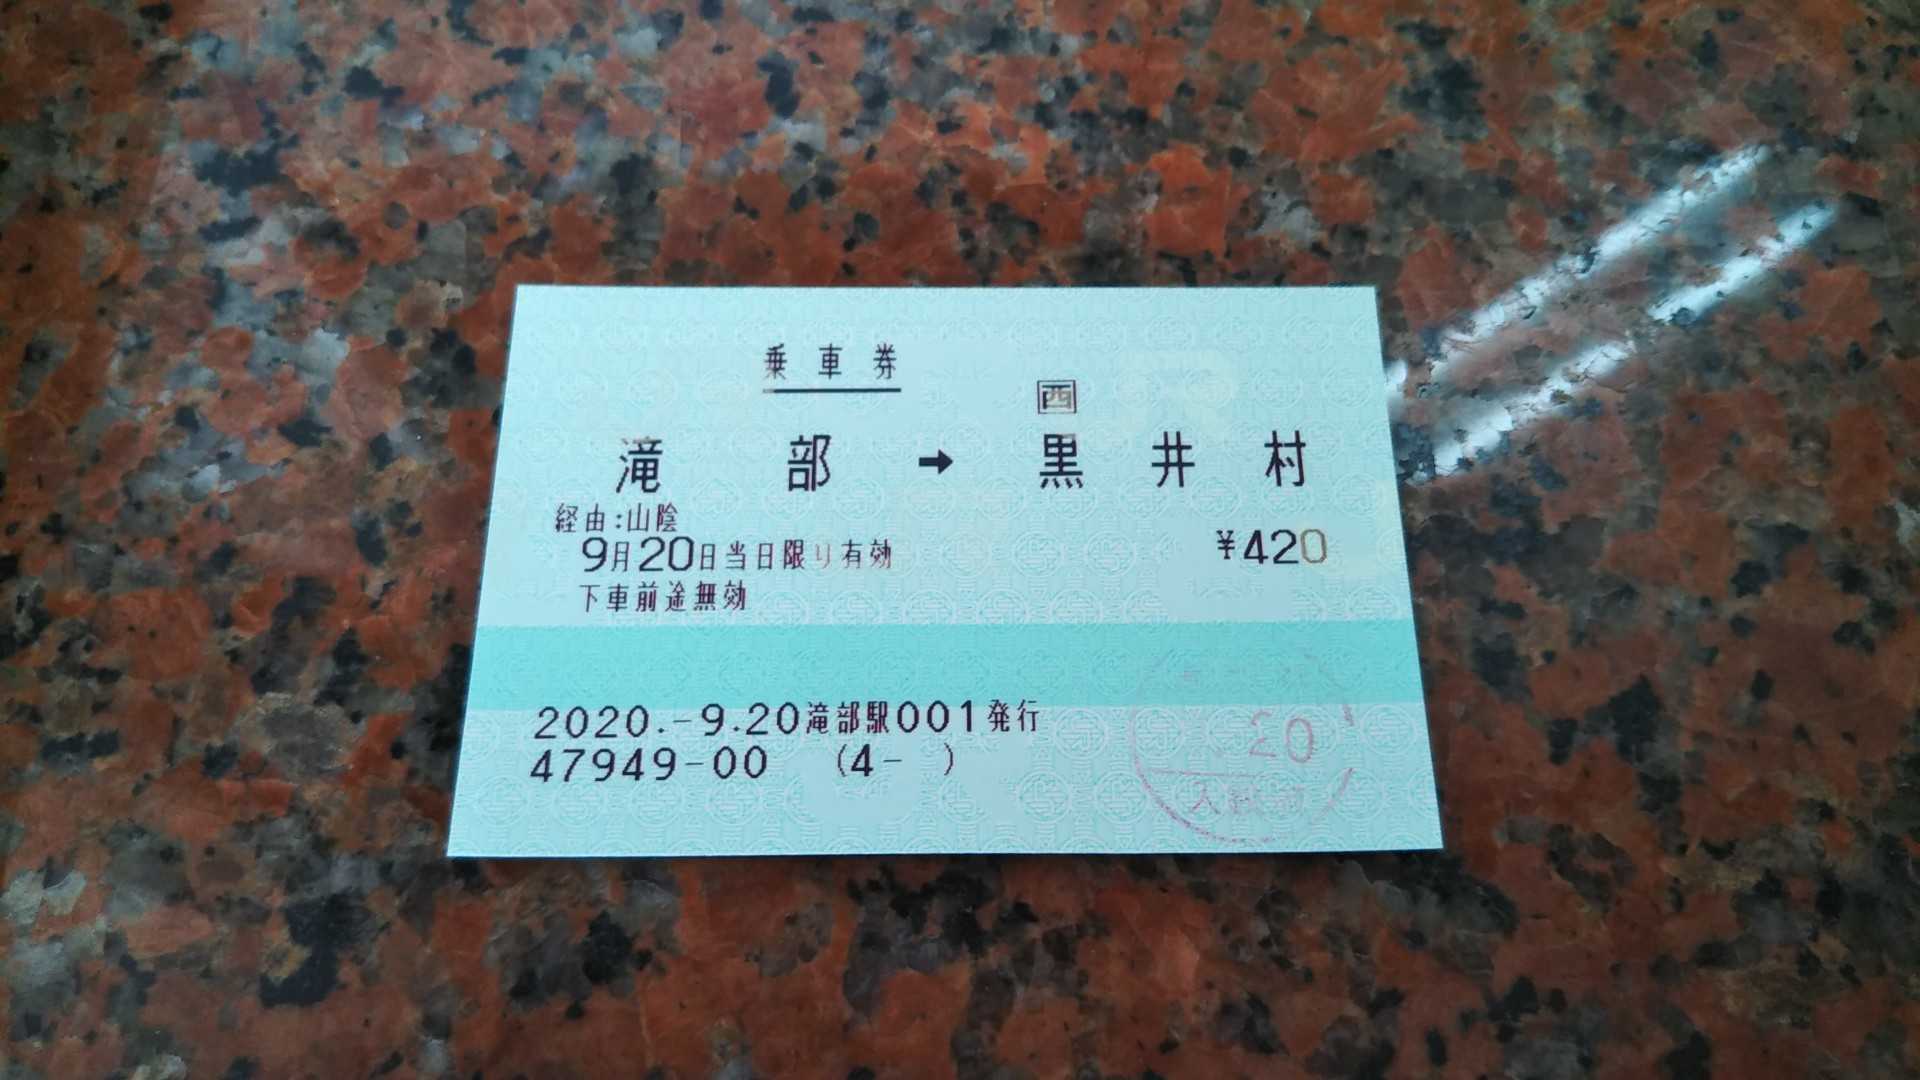 乗車券
西
滝部→黒井村
経由:山陰
9月20日当日限り有効 ¥420
下車前途無効
2020.-9.20滝部駅001発行
47949-00 (4- )
20